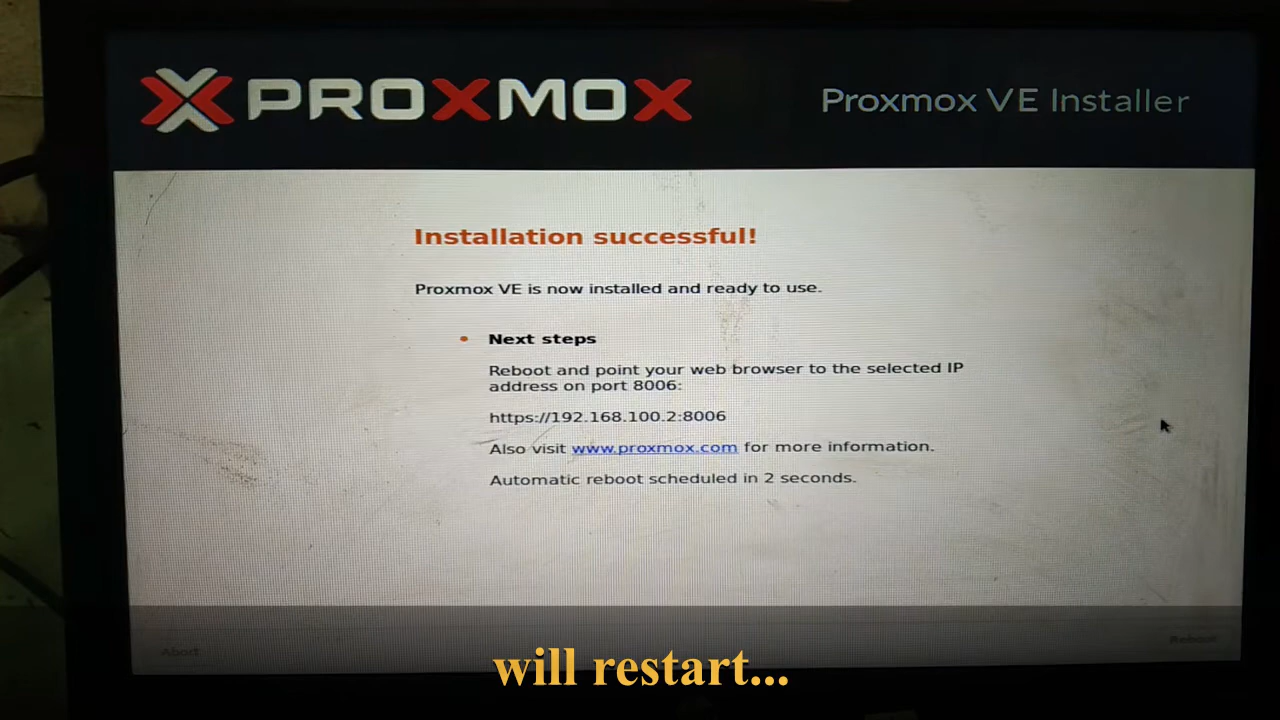 PROXMOX
Proxmox VE Installer
Installation successful!
Proxmox VE is now installed and ready to use.
• Next steps
Reboot and point your web browser to the selected IP
address on port 8006:
https://192.168.100.2:8006
Also visit www.proxmox.com for more information.
Automatic reboot scheduled in 2 seconds.
Abort
Reboot
will restart...